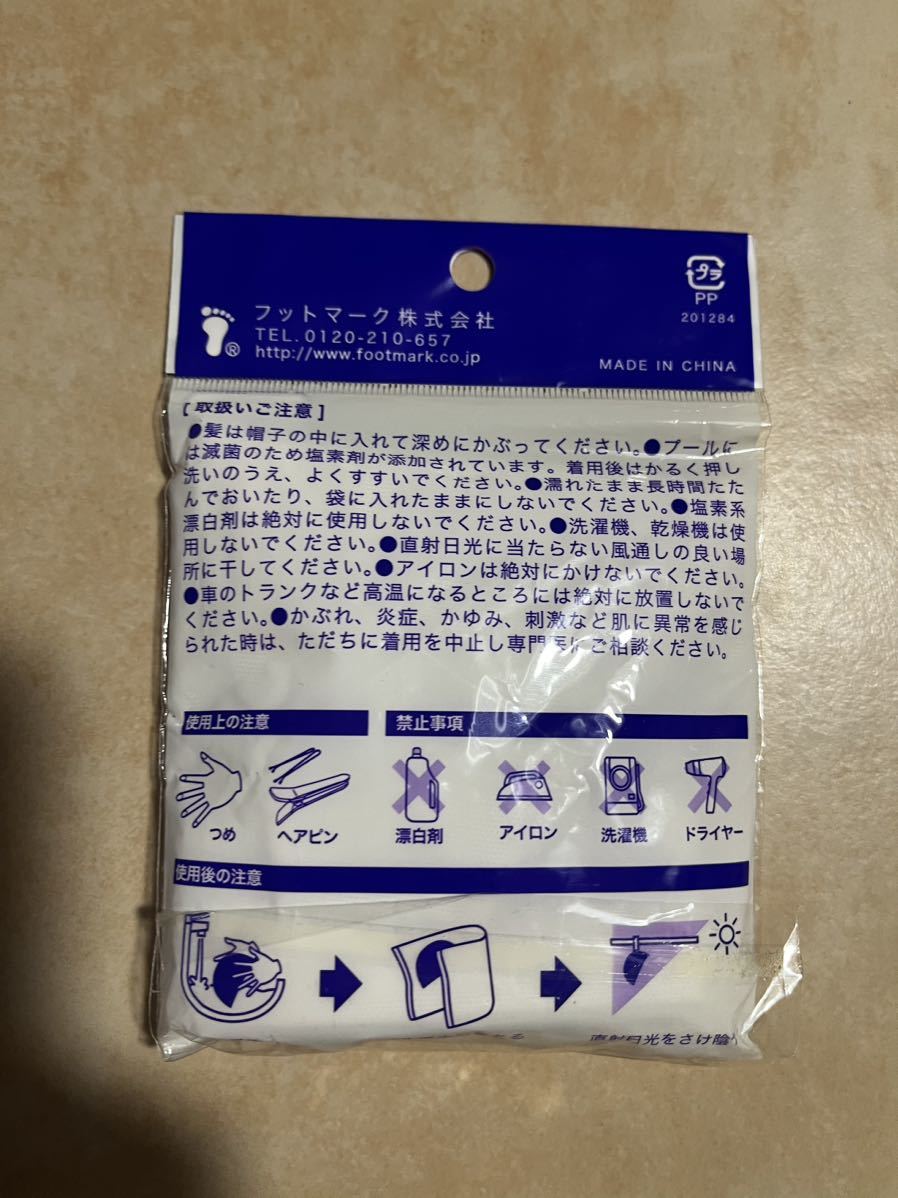 フットマーク株式会社
TEL. 0120-210-657
http://www.footmark.co.jp
®
プラ
PP
201284
MADE IN CHINA
[取扱いご注意]
●髪は帽子の中に入れて深めにかぶってください。●プールに
は滅菌のため塩素剤が添加されています。着用後はかるく押し
洗いのうえ、よくすすいでください。●濡れたまま長時間たた
んでおいたり、袋に入れたままにしないでください。●塩素系
漂白剤は絶対に使用しないでください。●洗濯機、乾燥機は使
用しないでください。●直射日光に当たらない風通しの良い場
所に干してください。●アイロンは絶対にかけないでください。
●車のトランクなど高温になるところには絶対に放置しないで
ください。●かぶれ、炎症、かゆみ、刺激など肌に異常を感じ
られた時は、ただちに着用を中止し専門医にご相談ください。
使用上の注意
禁止事項
つめ
ヘアピン
漂白剤
アイロン
洗濯機
ドライヤー
使用後の注意
直射日光をさけ陰